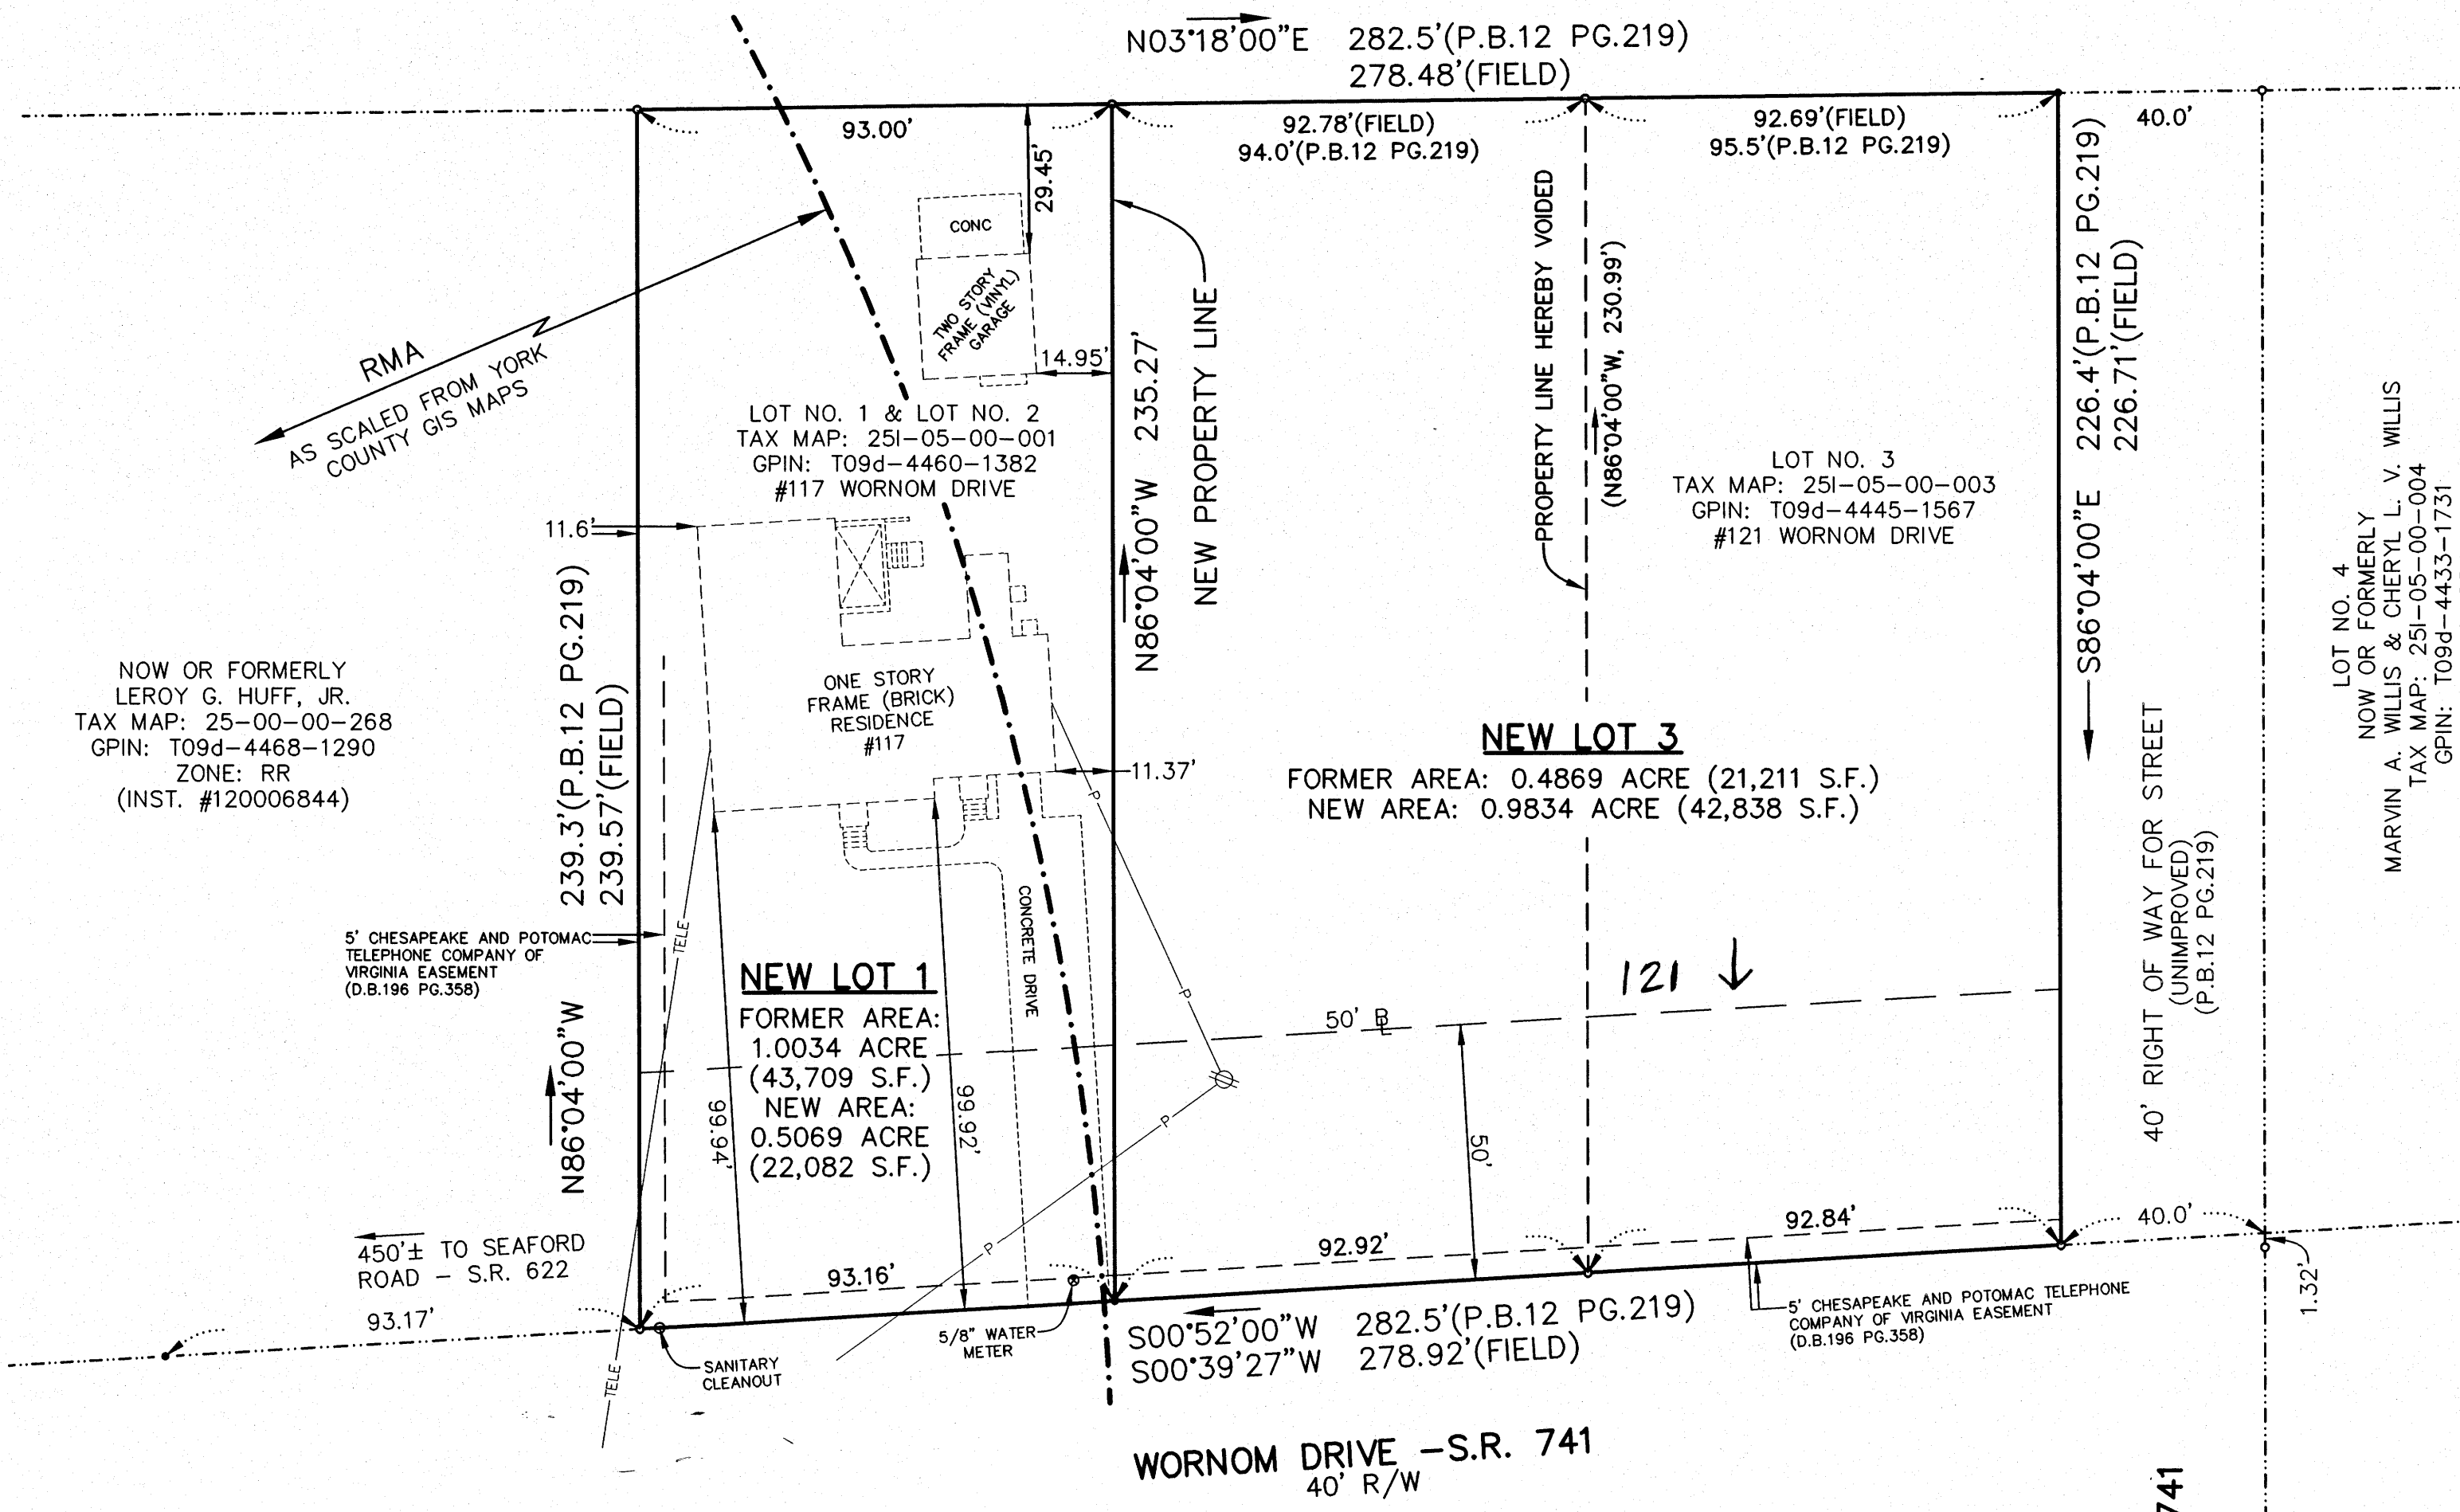 N03°18'00"E 282.5'(P.B.12 PG.219)
278.48'(FIELD)
93.00'
92.78'(FIELD)
94.0'(P.B.12 PG.219)
92.69'(FIELD)
95.5'(P.B.12 PG.219)
40.0'
29.45'
CONC
TWO STORY
FRAME (VINYL)
GARAGE
14.95'
RMA
AS SCALED FROM YORK
COUNTY GIS MAPS
LOT NO. 1 & LOT NO. 2
TAX MAP: 25I-05-00-001
GPIN: T09d-4460-1382
#117 WORNOM DRIVE
N86°04'00"W 235.27'
NEW PROPERTY LINE
PROPERTY LINE HEREBY VOIDED
(N86°04'00"W, 230.99')
LOT NO. 3
TAX MAP: 25I-05-00-003
GPIN: T09d-4445-1567
#121 WORNOM DRIVE
S86°04'00"E 226.4'(P.B.12 PG.219)
226.71'(FIELD)
LOT NO. 4
NOW OR FORMERLY
MARVIN A. WILLIS & CHERYL L. V. WILLIS
TAX MAP: 25I-05-00-004
GPIN: T09d-4433-1731
11.6'
NOW OR FORMERLY
LEROY G. HUFF, JR.
TAX MAP: 25-00-00-268
GPIN: T09d-4468-1290
ZONE: RR
(INST. #120006844)
N86°04'00"W 239.3'(P.B.12 PG.219)
239.57'(FIELD)
ONE STORY
FRAME (BRICK)
RESIDENCE
#117
11.37'
NEW LOT 3
FORMER AREA: 0.4869 ACRE (21,211 S.F.)
NEW AREA: 0.9834 ACRE (42,838 S.F.)
40' RIGHT OF WAY FOR STREET
(UNIMPROVED)
(P.B.12 PG.219)
5' CHESAPEAKE AND POTOMAC
TELEPHONE COMPANY OF
VIRGINIA EASEMENT
(D.B.196 PG.358)
TELE
P
CONCRETE DRIVE
NEW LOT 1
FORMER AREA:
1.0034 ACRE
(43,709 S.F.)
NEW AREA:
0.5069 ACRE
(22,082 S.F.)
99.94'
99.92'
121
P
50' BL
P
50'
P
450'± TO SEAFORD
ROAD - S.R. 622
93.17'
93.16'
92.92'
92.84'
40.0'
1.32'
TELE
SANITARY
CLEANOUT
5/8" WATER
METER
S00°52'00"W 282.5'(P.B.12 PG.219)
S00°39'27"W 278.92'(FIELD)
5' CHESAPEAKE AND POTOMAC TELEPHONE
COMPANY OF VIRGINIA EASEMENT
(D.B.196 PG.358)
WORNOM DRIVE -S.R. 741
40' R/W
741